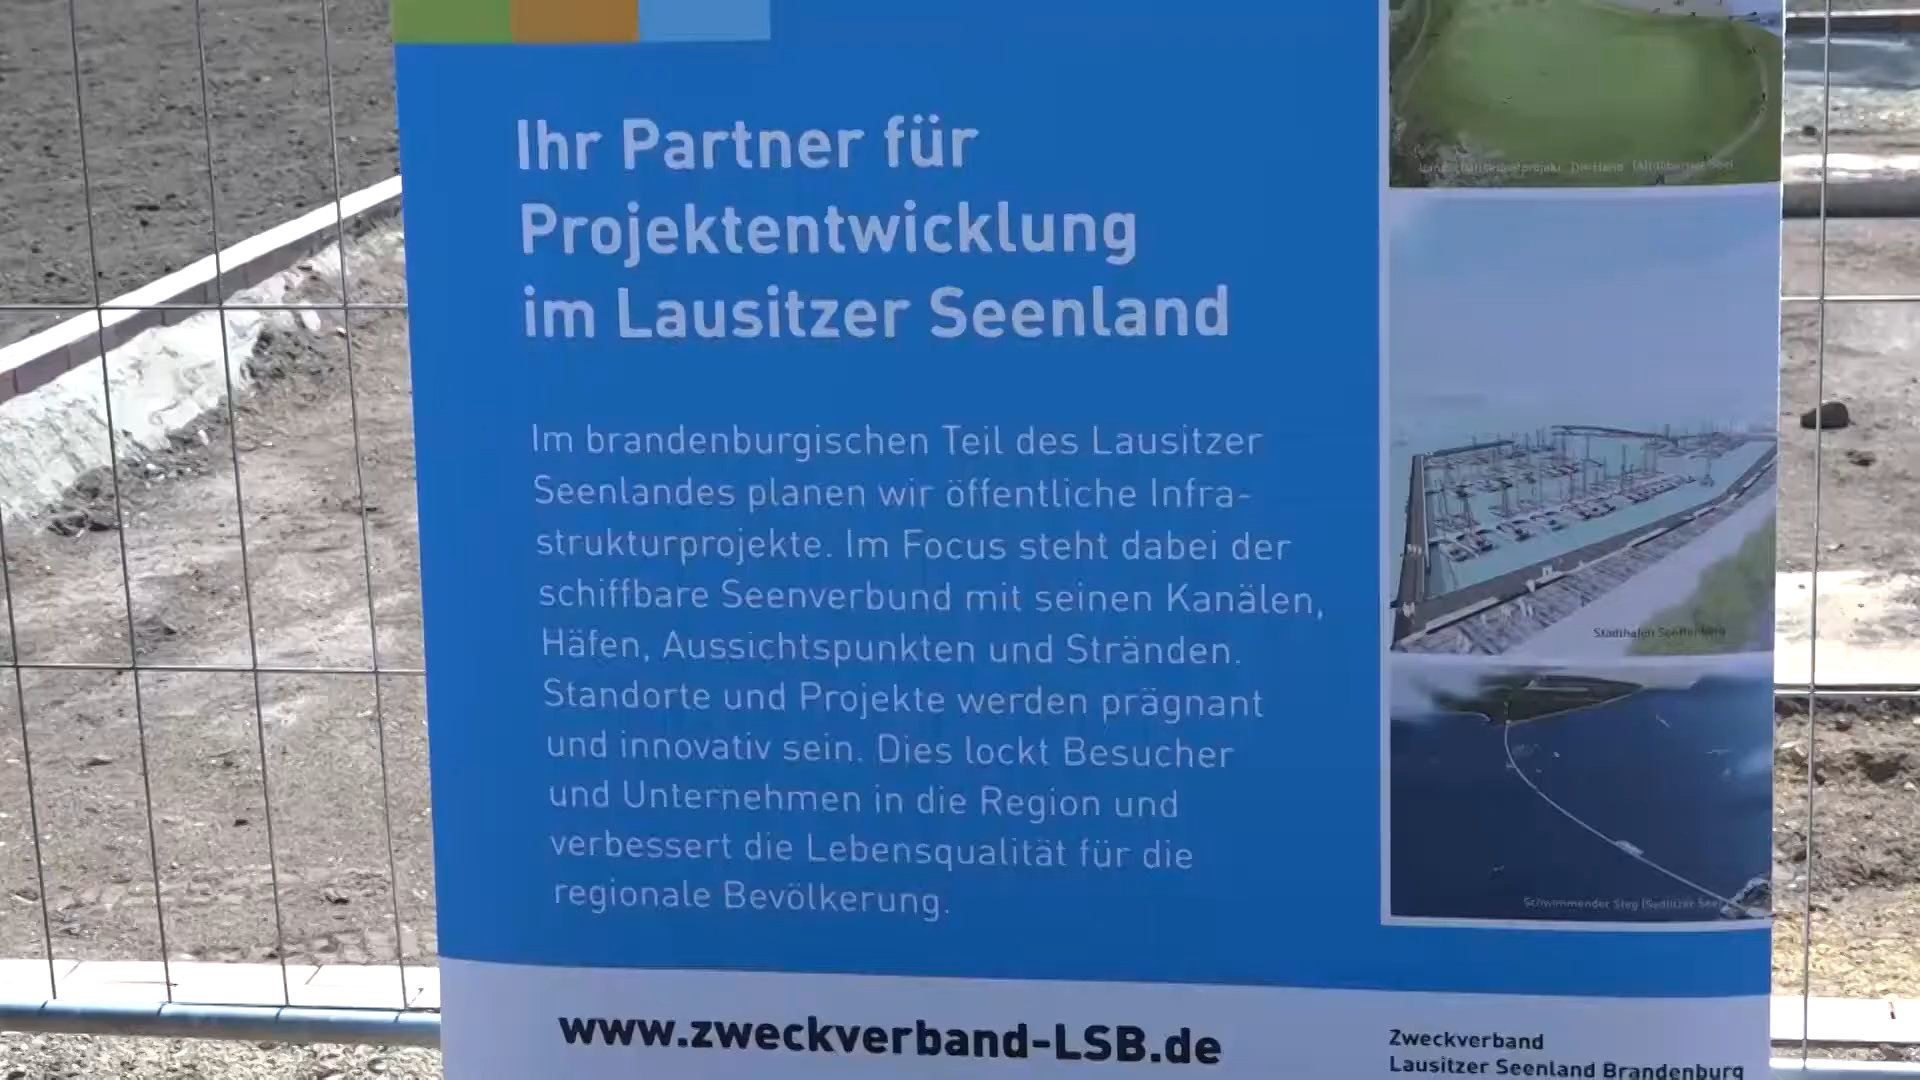 Ihr Partner für
Projektentwicklung
im Lausitzer Seenland
Im brandenburgischen Teil des Lausitzer
Seenlandes planen wir öffentliche Infra-
strukturprojekte. Im Focus steht dabei der
schiffbare Seenverbund mit seinen Kanälen,
Häfen, Aussichtspunkten und Stränden.
Standorte und Projekte werden prägnant
und innovativ sein. Dies lockt Besucher
und Unternehmen in die Region und
verbessert die Lebensqualität für die
regionale Bevölkerung.
www.zweckverband-LSB.de
Stadthafen Senftenberg
Schwimmender Steg (Sedlitzer See)
Zweckverband
Lausitzer Seenland Brandenburg